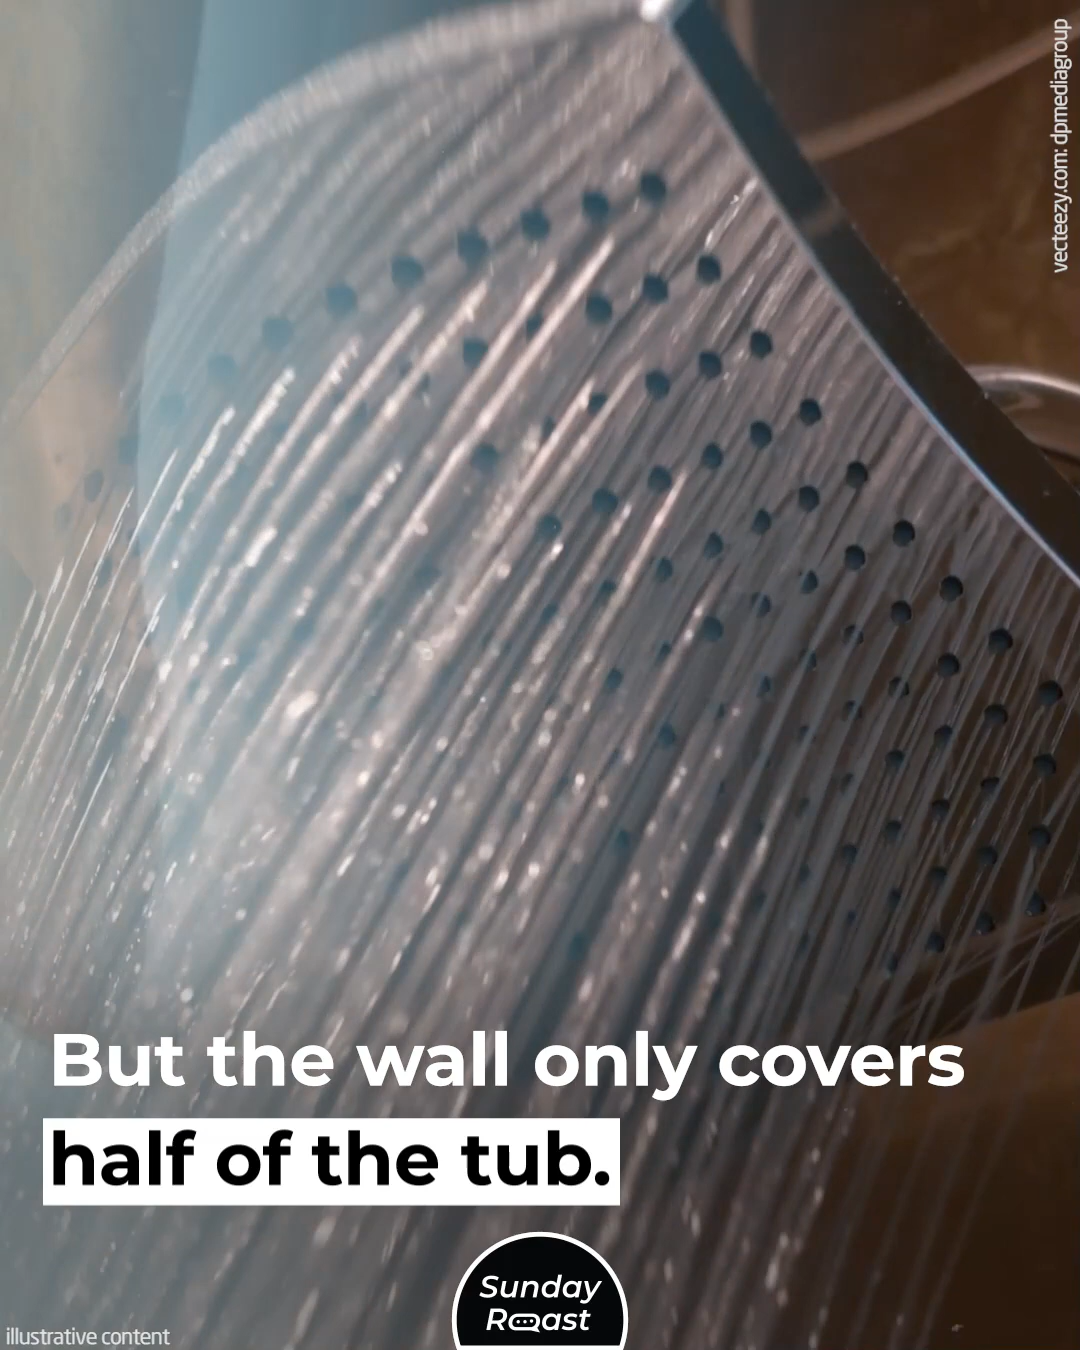 vecteezy.com: dpmediagroup
But the wall only covers
half of the tub.
Sunday
Roast
illustrative content